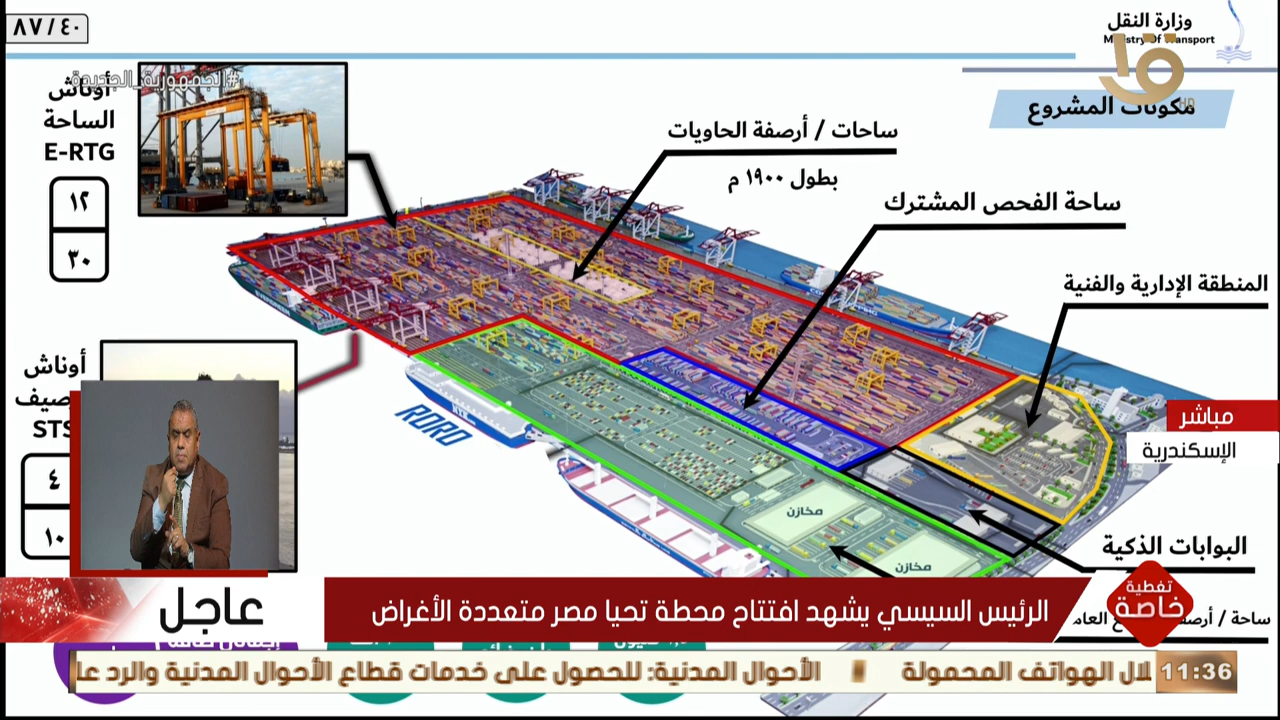 ٤٠ / ٨٧
وزارة النقل
Ministry Of Transport
HD
#الجمهورية_الجديدة
مكونات المشروع
أوناش
الساحة
E-RTG
١٢
٣٠
ساحات / أرصفة الحاويات
بطول ١٩٠٠ م
ساحة الفحص المشترك
المنطقة الإدارية والفنية
أوناش
STS
٤
١٠
RORO
مباشر
الإسكندرية
مخازن
مخازن
البوابات الذكية
تغطية
خاصة
عاجل
الرئيس السيسي يشهد افتتاح محطة تحيا مصر متعددة الأغراض
ساحة /
الهواتف المحمولة
الأحوال المدنية: للحصول على خدمات قطاع الأحوال المدنية والرد
11:36